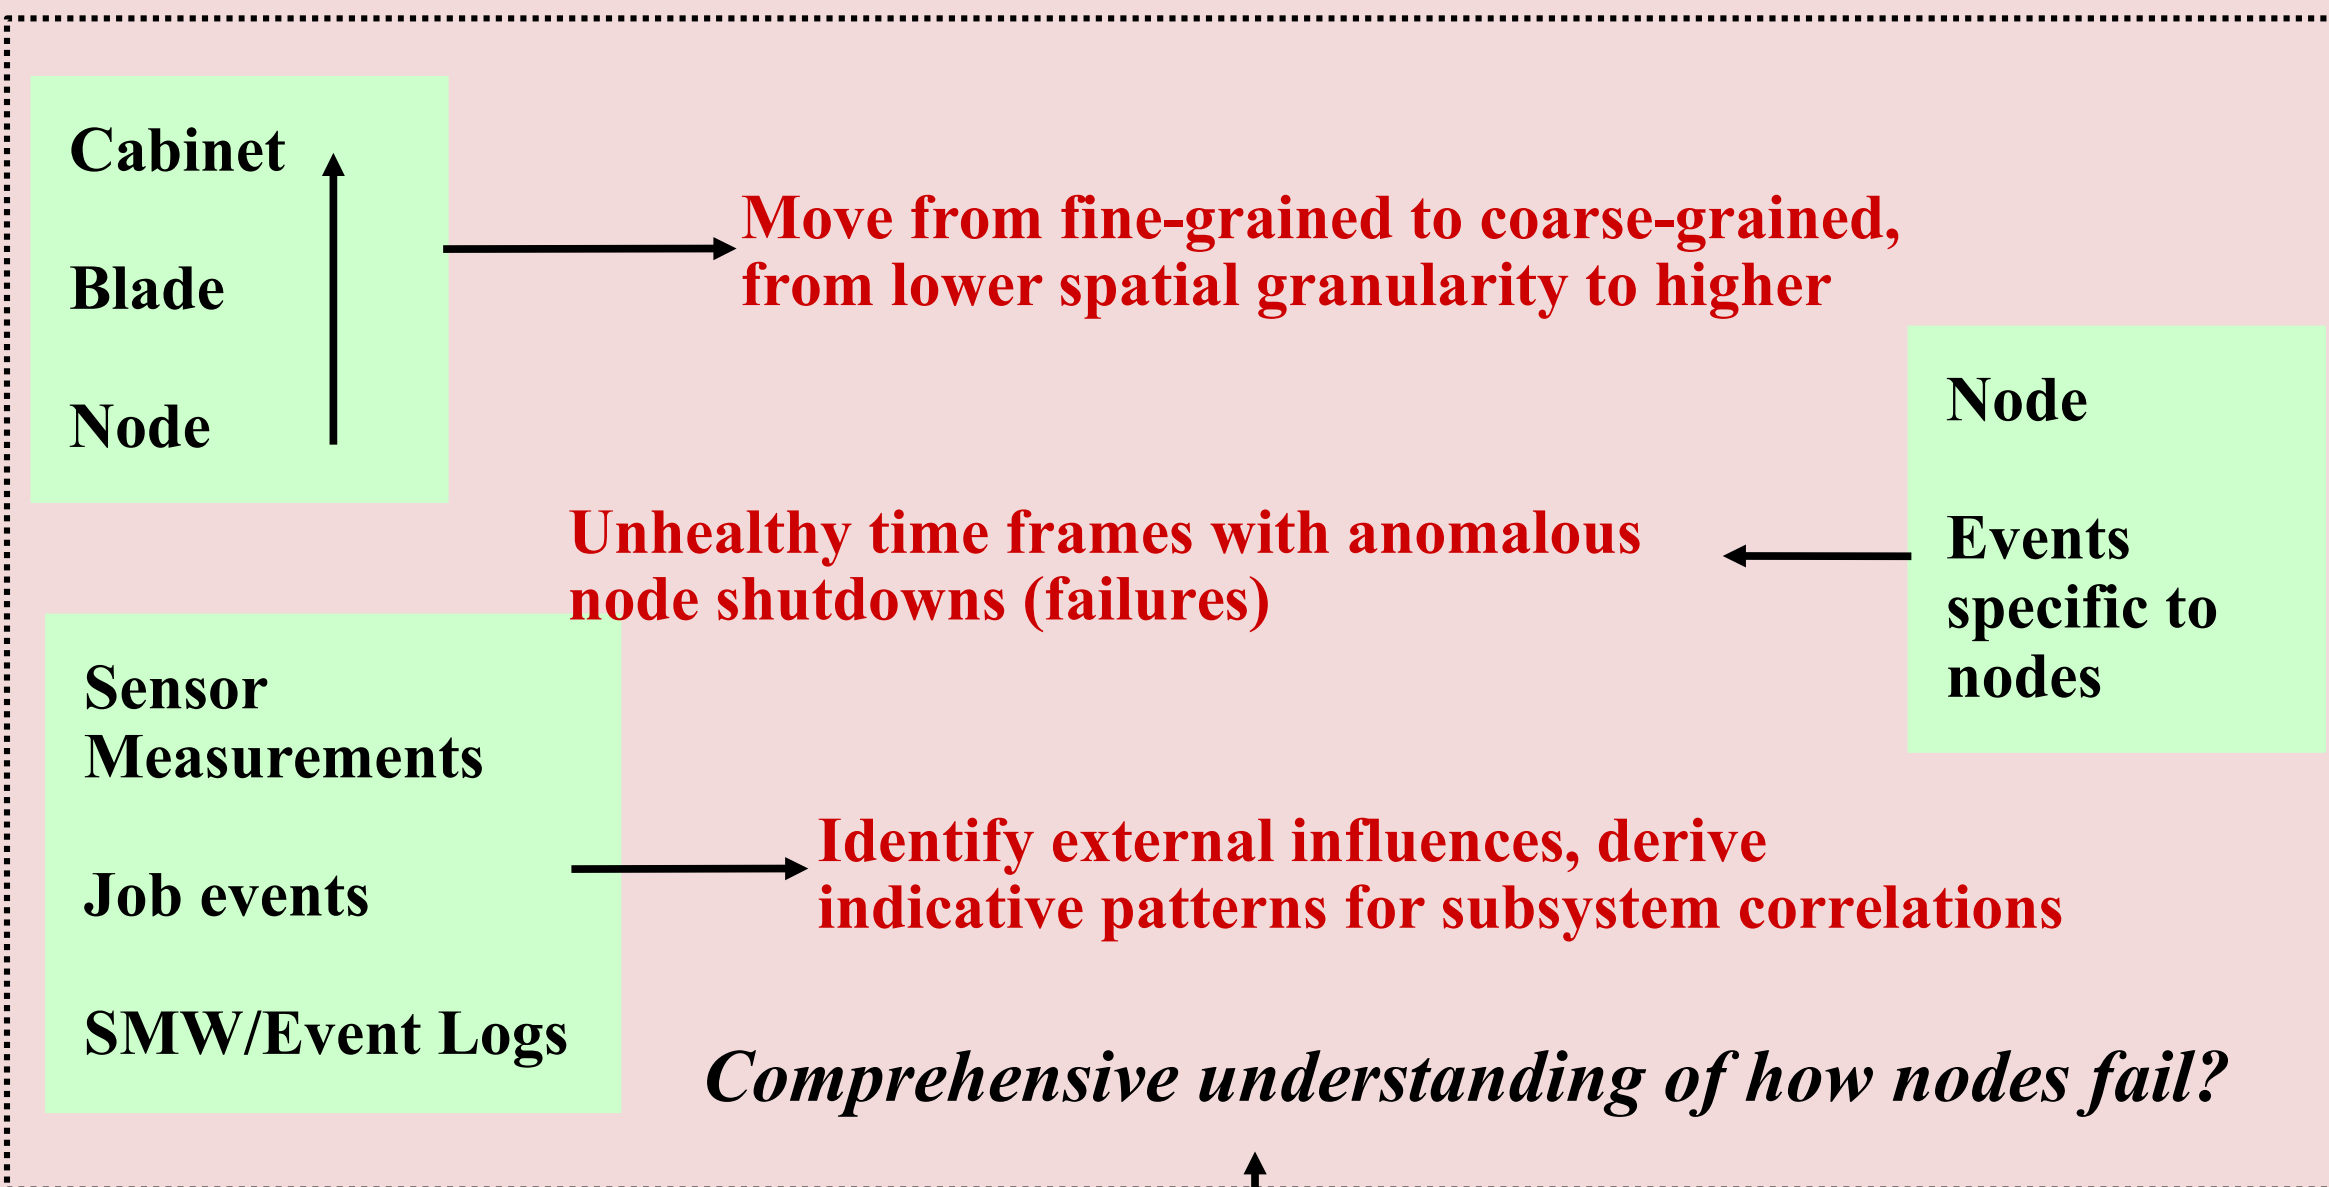 Cabinet
Blade
Node
Move from fine-grained to coarse-grained,
from lower spatial granularity to higher
Node
Events
specific to
nodes
Unhealthy time frames with anomalous
node shutdowns (failures)
Sensor
Measurements
Job events
SMW/Event Logs
Identify external influences, derive
indicative patterns for subsystem correlations
Comprehensive understanding of how nodes fail?